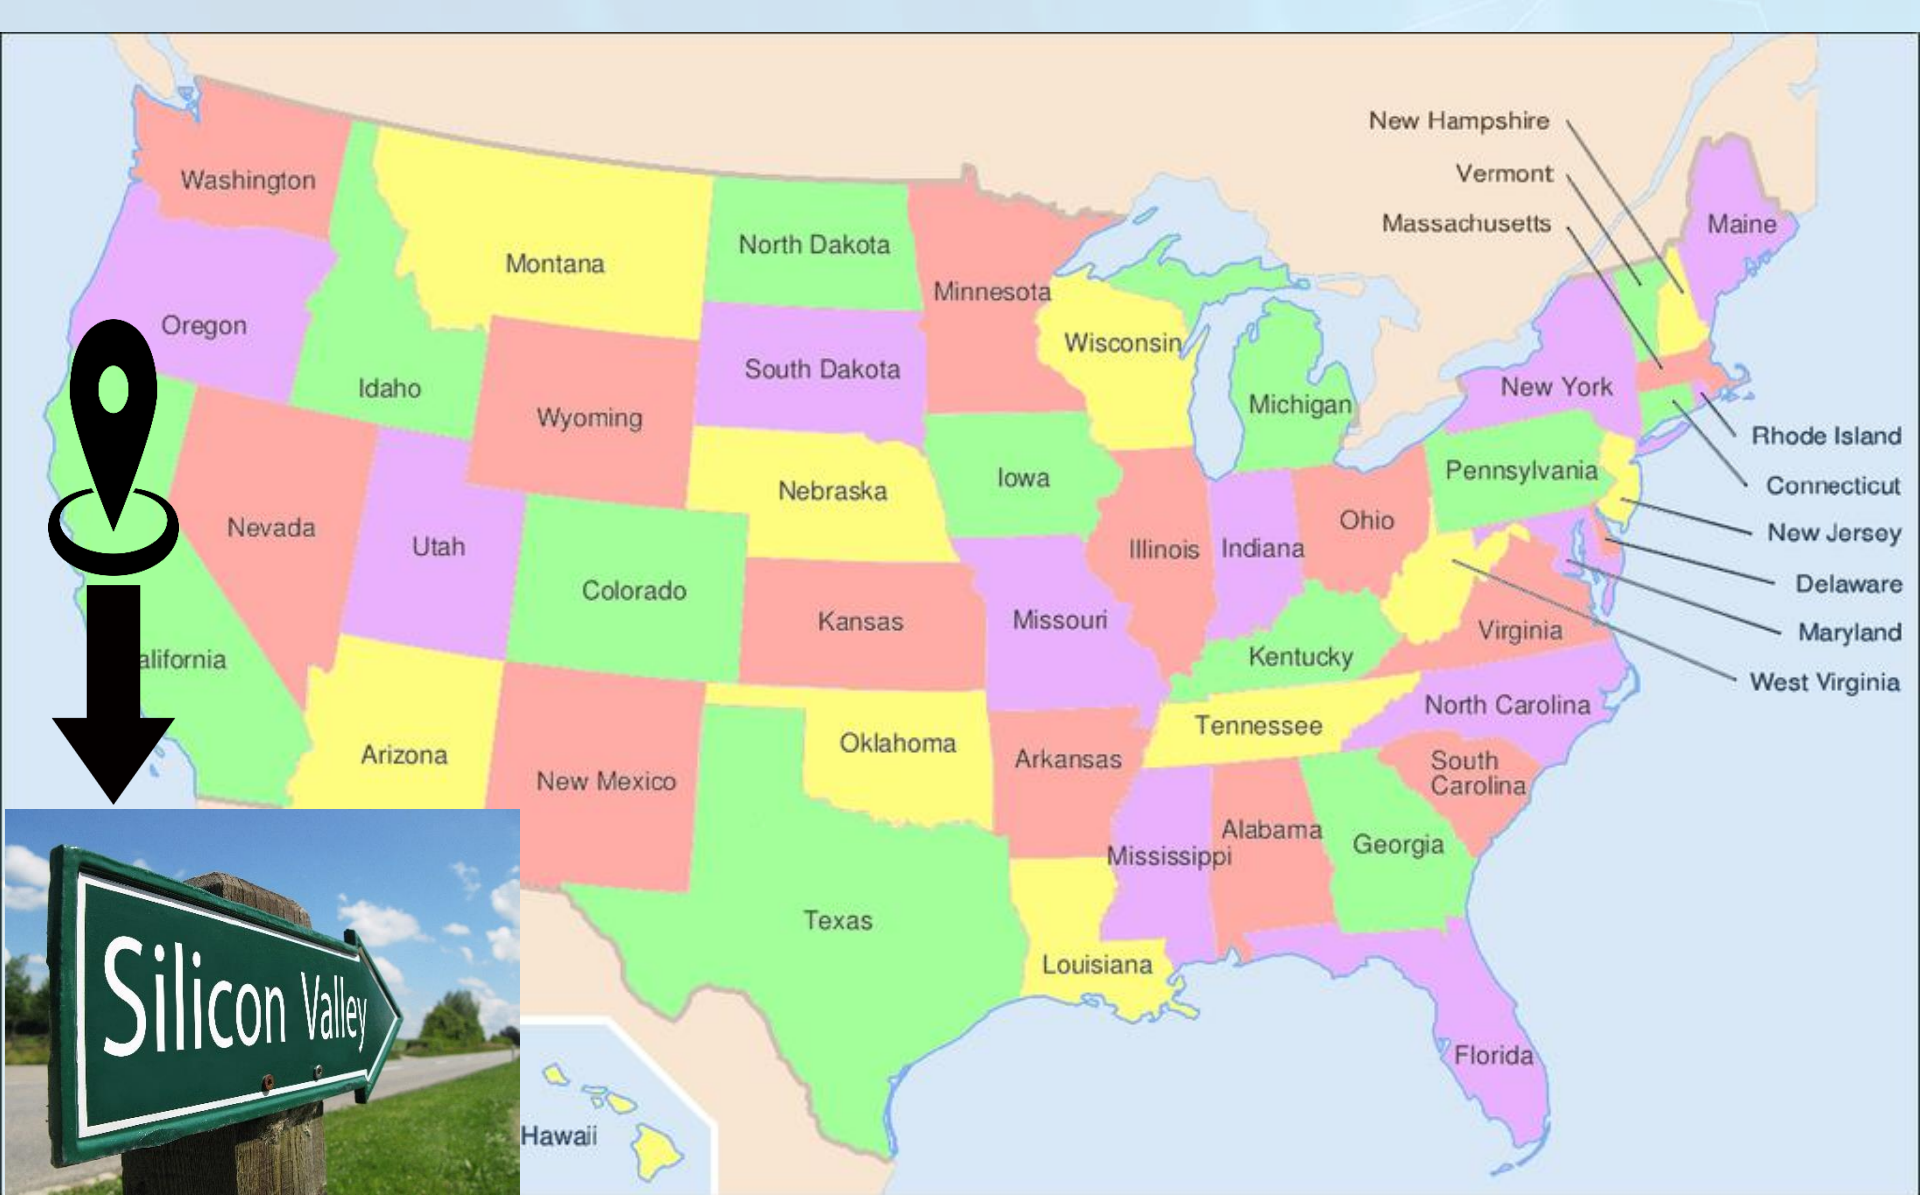 New Hampshire
Vermont
Massachusetts
Maine
Washington
Montana
North Dakota
Minnesota
Oregon
Idaho
Wyoming
South Dakota
Wisconsin
Michigan
New York
Rhode Island
Connecticut
New Jersey
Delaware
Maryland
West Virginia
Nevada
Utah
Colorado
Nebraska
Iowa
Illinois
Indiana
Ohio
Pennsylvania
Kansas
Missouri
Kentucky
Virginia
alifornia
Arizona
New Mexico
Oklahoma
Arkansas
Tennessee
North Carolina
South
Carolina
Texas
Louisiana
Mississippi
Alabama
Georgia
Florida
Hawaii
Silicon Valley